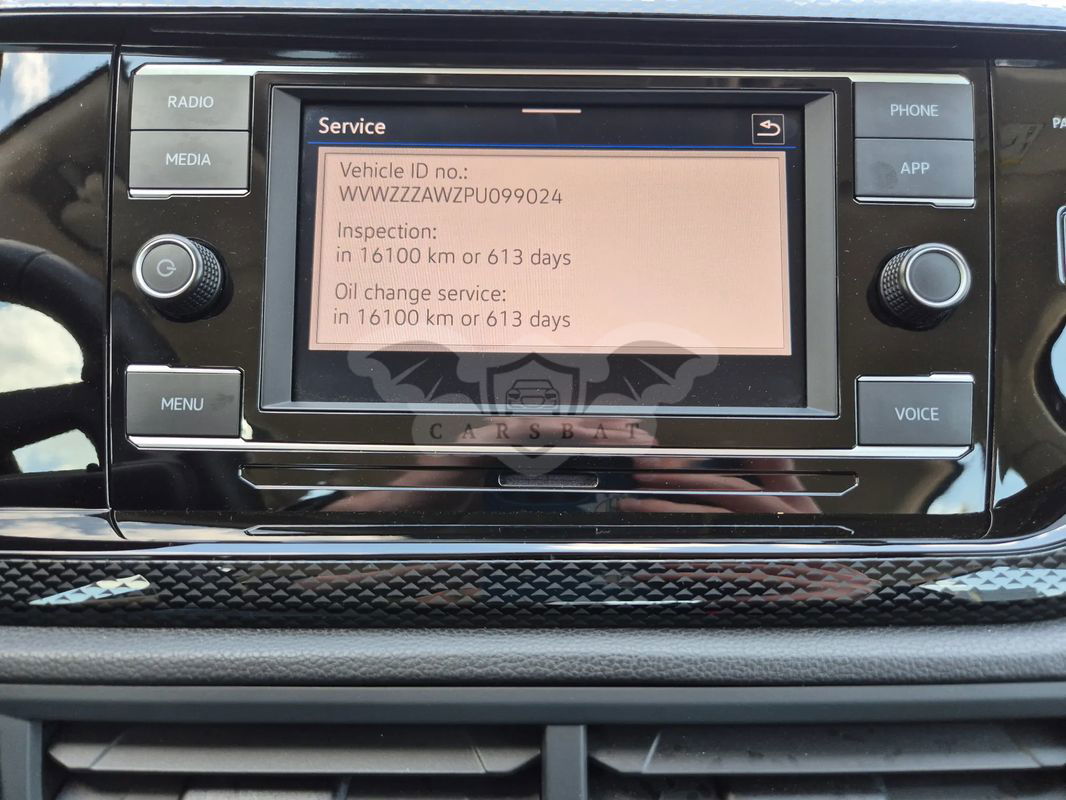 RADIO
MEDIA
MENU
Service
Vehicle ID no.:
WVWZZZAWZPU099024
Inspection:
in 16100 km or 613 days
Oil change service:
in 16100 km or 613 days
PHONE
APP
VOICE
PA
CARSBAT